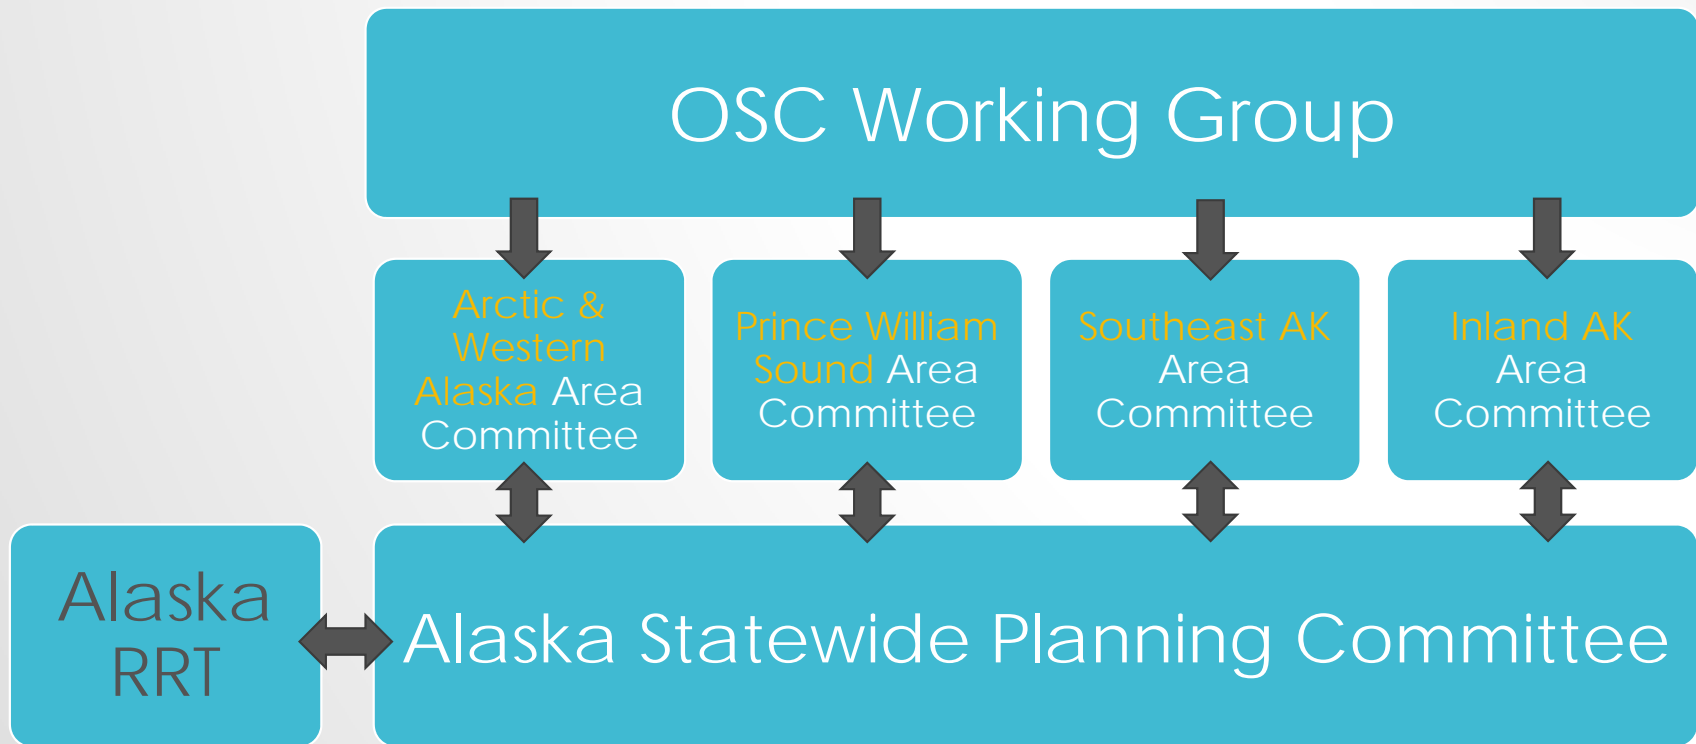 OSC Working Group
Arctic &
Western
Alaska Area
Committee
Prince William
Sound Area
Committee
Southeast AK
Area
Committee
Inland AK
Area
Committee
Alaska
RRT
Alaska Statewide Planning Committee